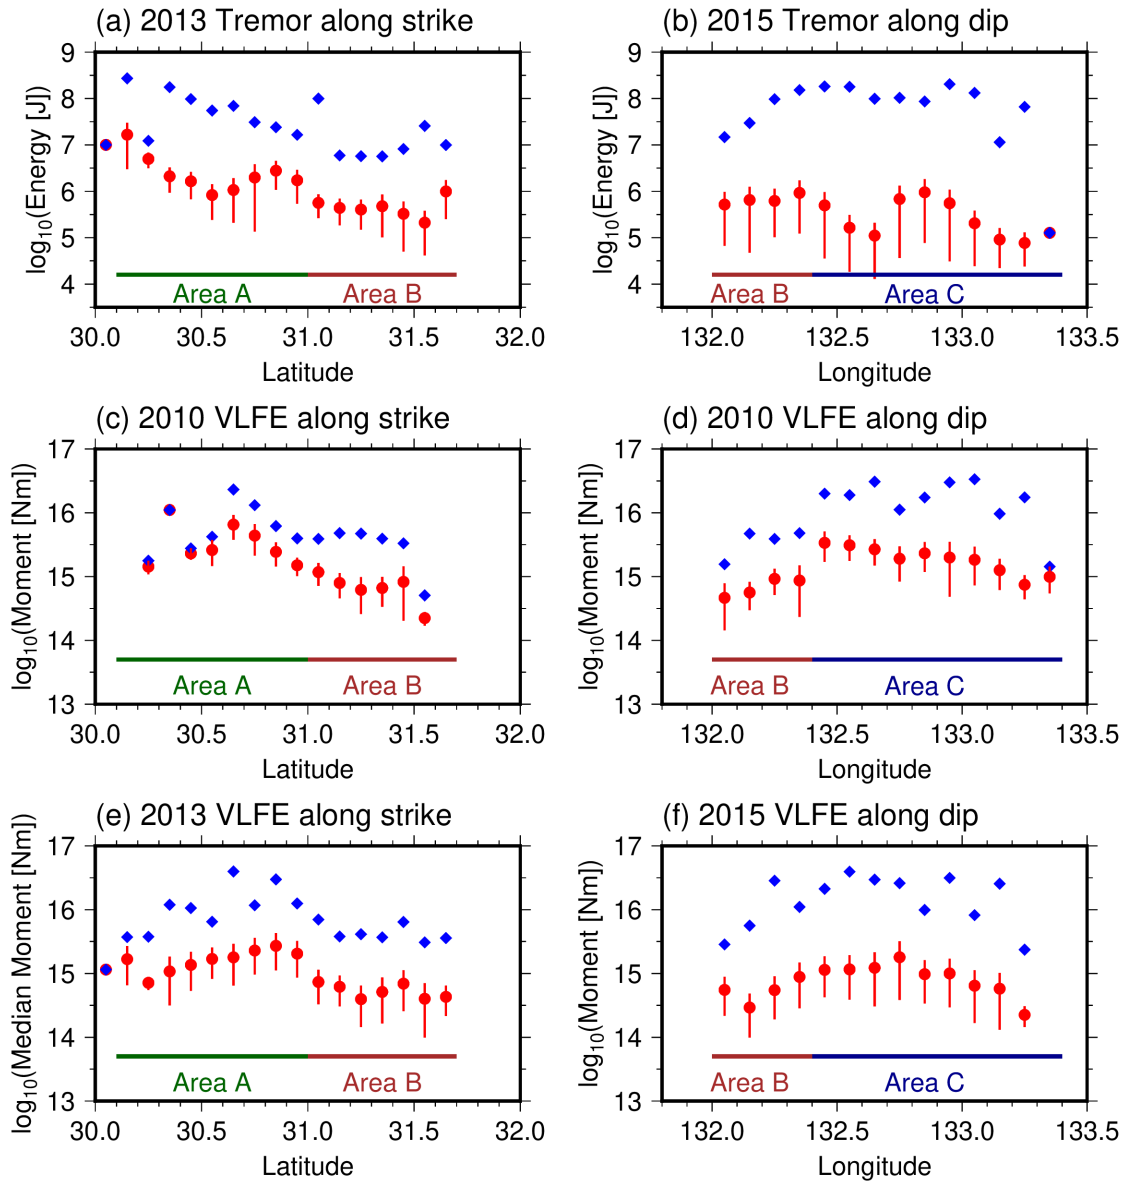 (a) 2013 Tremor along strike
log₁₀(Energy [J])
9
8
7
6
5
4
Area A
Area B
30.0
30.5
31.0
31.5
32.0
Latitude
(b) 2015 Tremor along dip
log₁₀(Energy [J])
9
8
7
6
5
4
Area B
Area C
132.0
132.5
133.0
133.5
Longitude
(c) 2010 VLFE along strike
log₁₀(Moment [Nm])
17
16
15
14
13
Area A
Area B
30.0
30.5
31.0
31.5
32.0
Latitude
(d) 2010 VLFE along dip
log₁₀(Moment [Nm])
17
16
15
14
13
Area B
Area C
132.0
132.5
133.0
133.5
Longitude
(e) 2013 VLFE along strike
log₁₀(Median Moment [Nm])
17
16
15
14
13
Area A
Area B
30.0
30.5
31.0
31.5
32.0
Latitude
(f) 2015 VLFE along dip
log₁₀(Moment [Nm])
17
16
15
14
13
Area B
Area C
132.0
132.5
133.0
133.5
Longitude